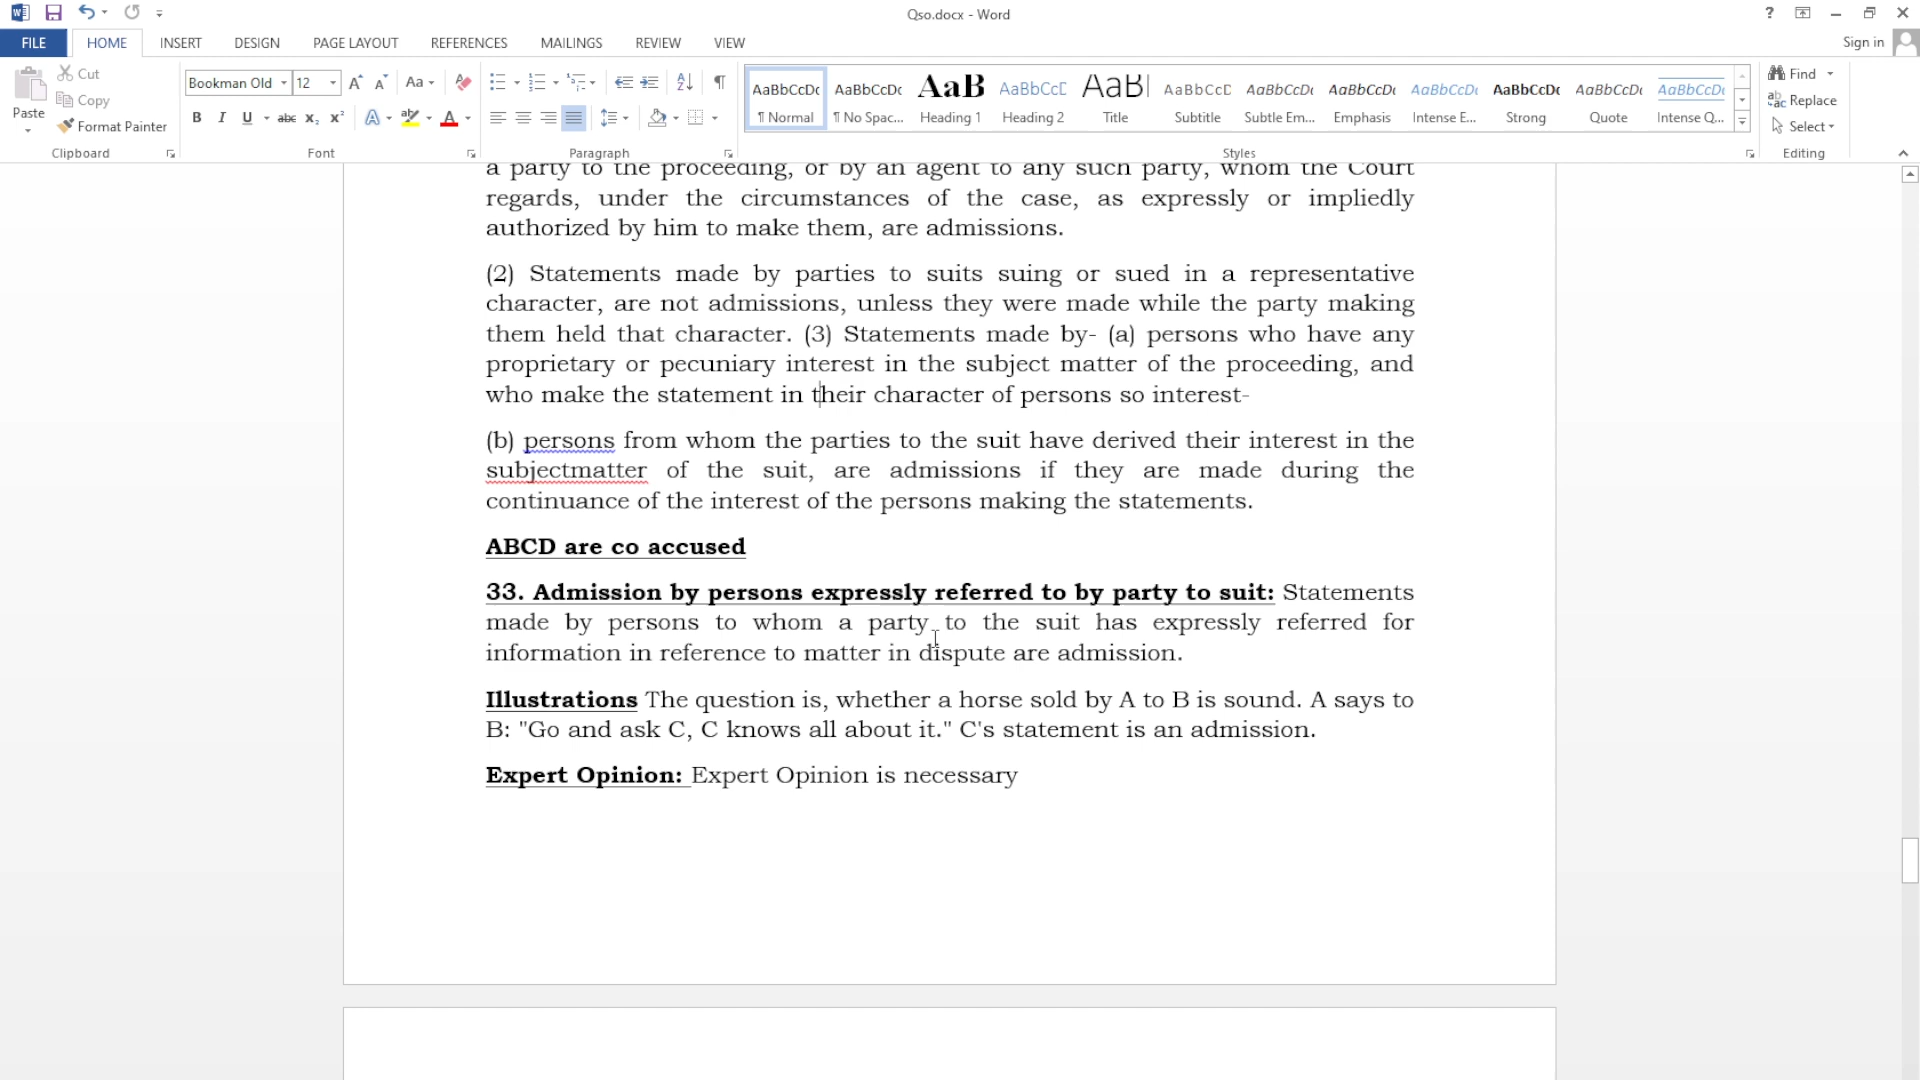 Qso.docx - Word
?
FILE HOME INSERT DESIGN PAGE LAYOUT REFERENCES MAILINGS REVIEW VIEW Sign in
Paste
Cut
Copy
Format Painter
Clipboard
Bookman Old 12
Font
Paragraph
AaBbCcDc AaBbCcDc AaB AaBbCcC AaB AaBbCcC AaBbCcDc AaBbCcDc AaBbCcDc AaBbCcDc AaBbCcDc AaBbCcDc
¶ Normal ¶ No Spac... Heading 1 Heading 2 Title Subtitle Subtle Em... Emphasis Intense E... Strong Quote Intense Q...
Styles
Find
Replace
Select
Editing
a party to the proceeding, or by an agent to any such party, whom the Court
regards, under the circumstances of the case, as expressly or impliedly
authorized by him to make them, are admissions.
(2) Statements made by parties to suits suing or sued in a representative
character, are not admissions, unless they were made while the party making
them held that character. (3) Statements made by- (a) persons who have any
proprietary or pecuniary interest in the subject matter of the proceeding, and
who make the statement in their character of persons so interest-
(b) persons from whom the parties to the suit have derived their interest in the
subjectmatter of the suit, are admissions if they are made during the
continuance of the interest of the persons making the statements.
ABCD are co accused
33. Admission by persons expressly referred to by party to suit: Statements
made by persons to whom a party to the suit has expressly referred for
information in reference to matter in dispute are admission.
Illustrations The question is, whether a horse sold by A to B is sound. A says to
B: "Go and ask C, C knows all about it." C's statement is an admission.
Expert Opinion: Expert Opinion is necessary